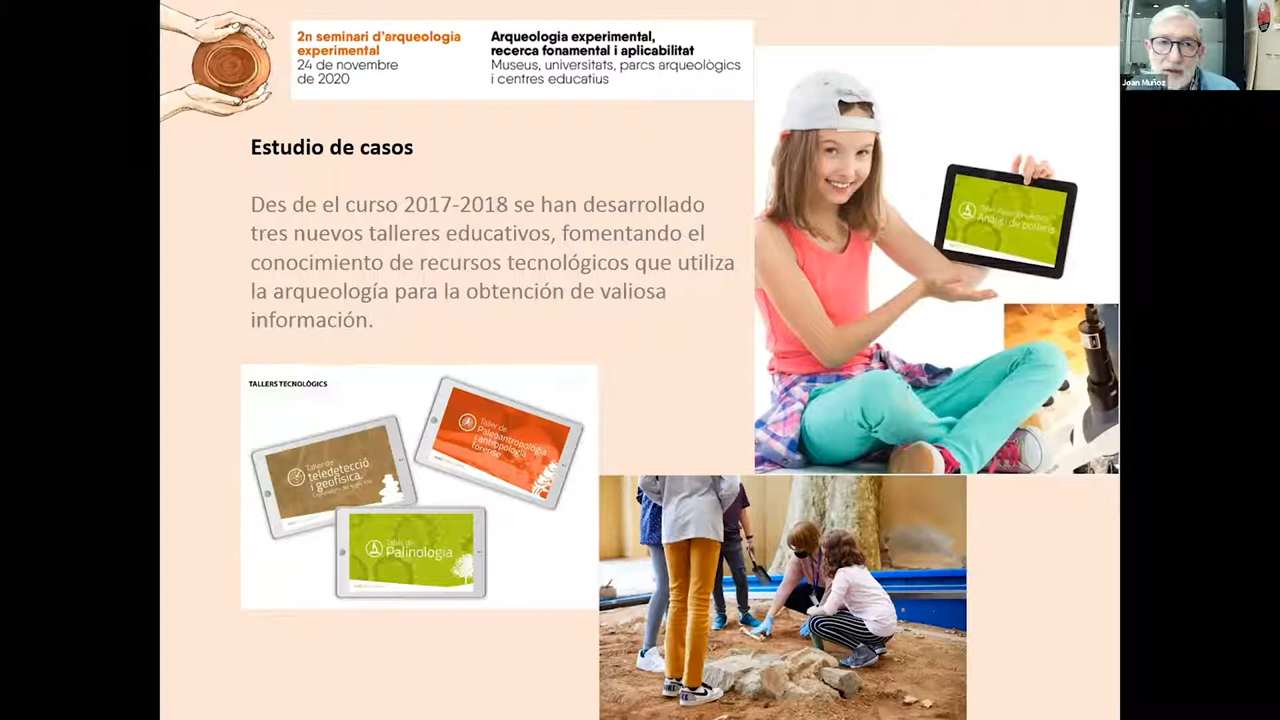 2n seminari d'arqueologia
experimental
24 de novembre
de 2020
Arqueologia experimental,
recerca fonamental i aplicabilitat
Museus, universitats, parcs arqueològics
i centres educatius
Joan Muñoz
Estudio de casos
Des de el curso 2017-2018 se han desarrollado
tres nuevos talleres educativos, fomentando el
conocimiento de recursos tecnológicos que utiliza
la arqueología para la obtención de valiosa
información.
Anàlisi de pol·lens
TALLERS TECNOLÒGICS
Taller de
Paleoantropologia
i antropologia
forense
Taller de
teledetecció
i geofísica.
Taller de
Palinologia
NIKE